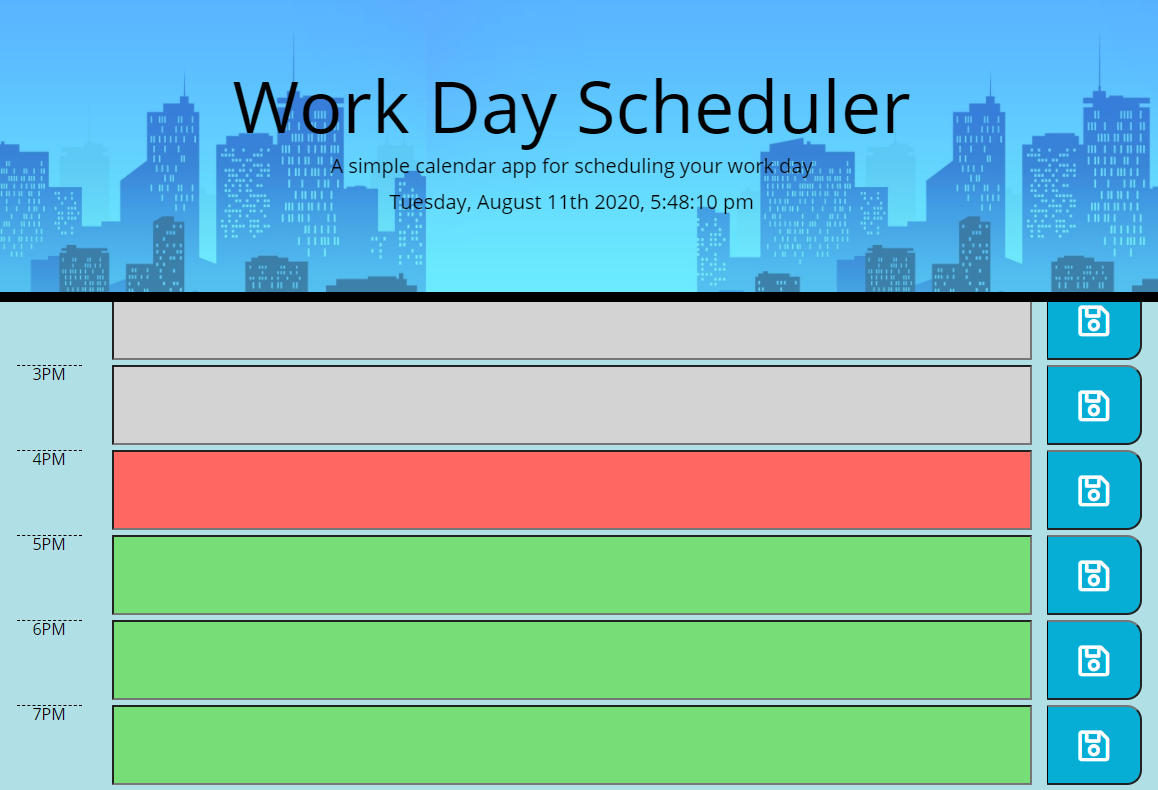 Work Day Scheduler
A simple calendar app for scheduling your work day
Tuesday, August 11th 2020, 5:48:10 pm
3PM
4PM
5PM
6PM
7PM